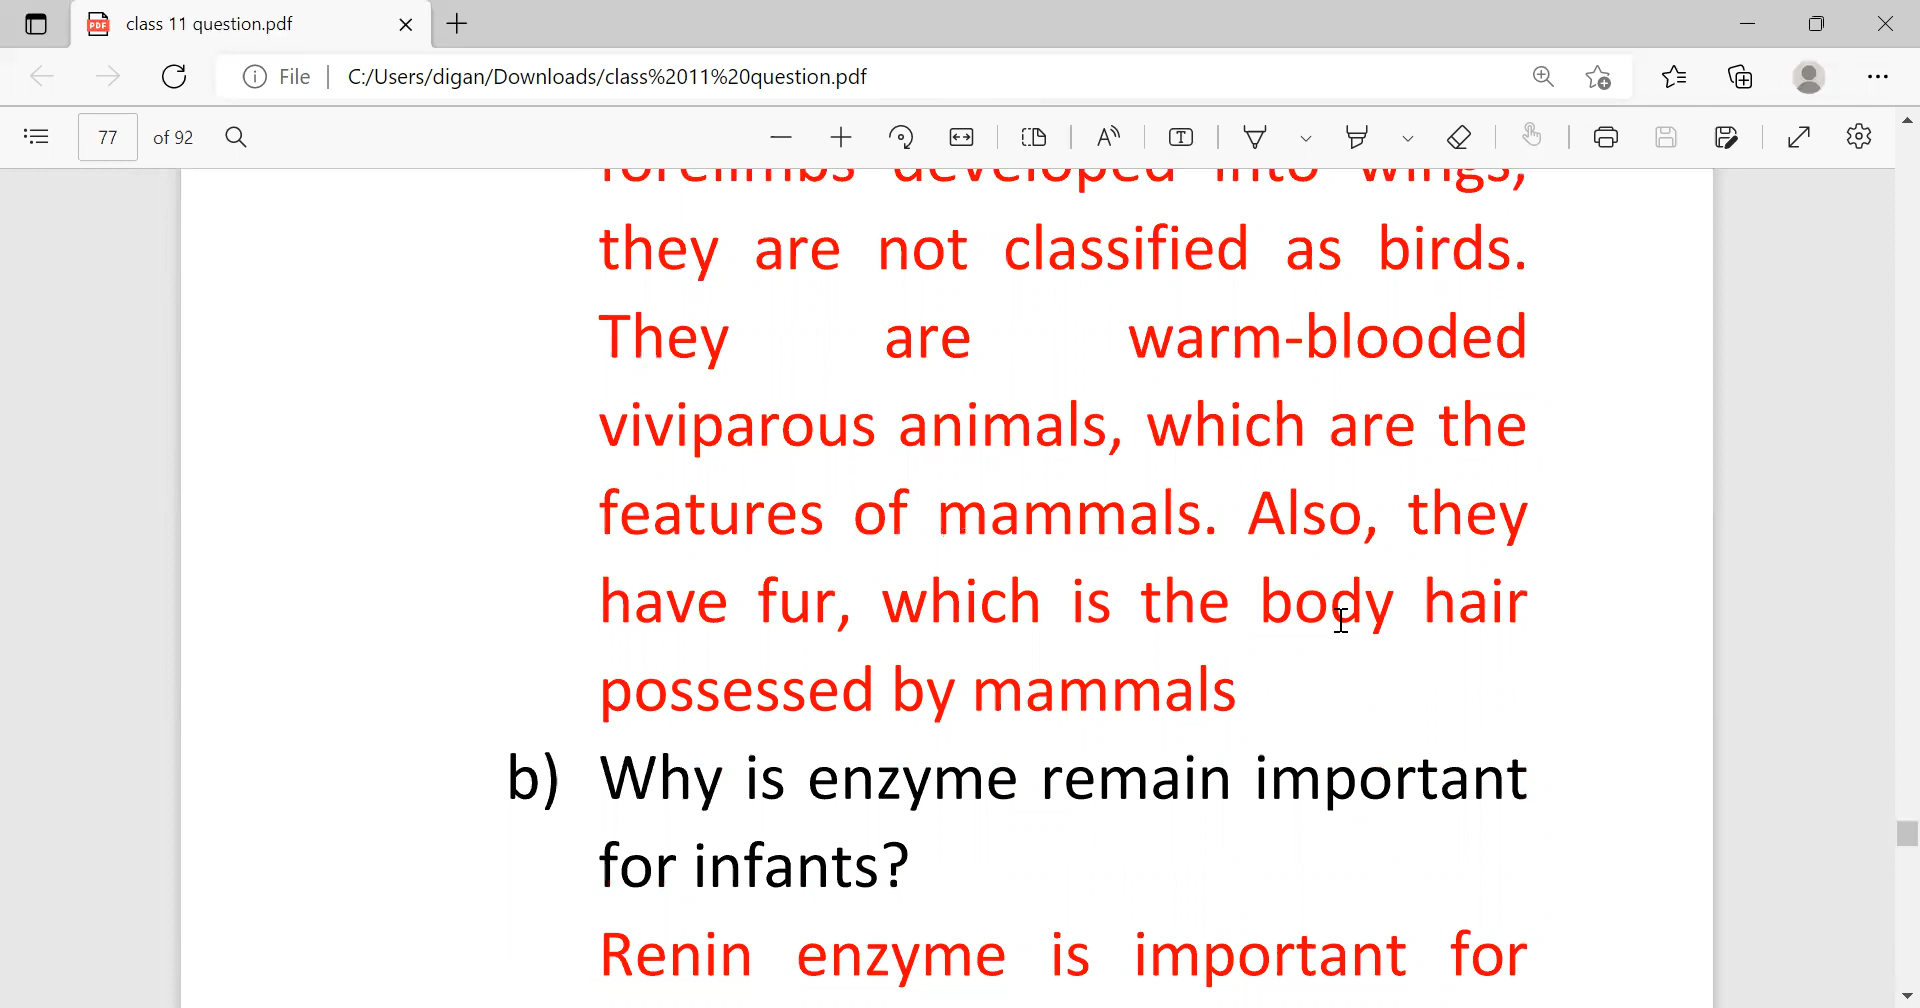 class 11 question.pdf
File
C:/Users/digan/Downloads/class%2011%20question.pdf
77 of 92
forelimbs developed into wings,
they are not classified as birds.
They are warm-blooded
viviparous animals, which are the
features of mammals. Also, they
have fur, which is the body hair
possessed by mammals
b) Why is enzyme remain important
for infants?
Renin enzyme is important for